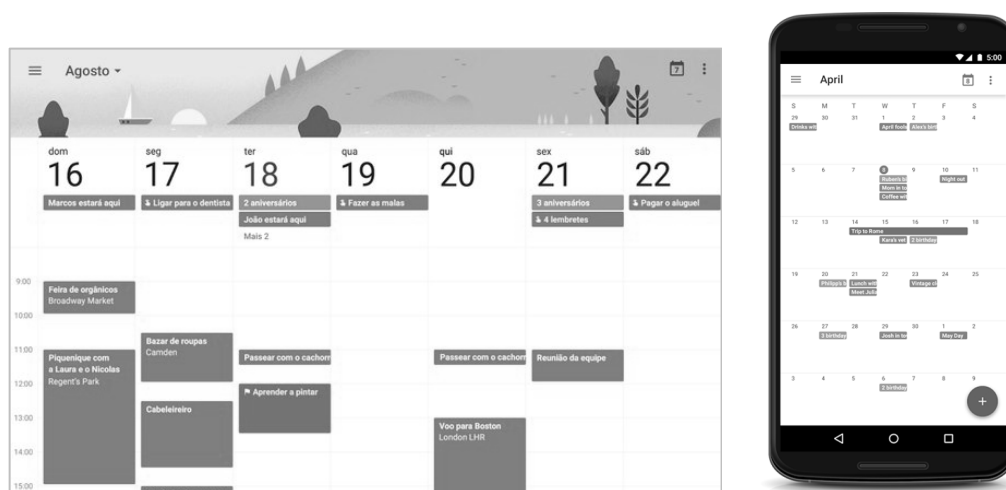 Agosto
7
dom
16
seg
17
ter
18
qua
19
qui
20
sex
21
sáb
22
Marcos estará aqui
Ligar para o dentista
2 aniversários
João estará aqui
Mais 2
Fazer as malas
3 aniversários
4 lembretes
Pagar o aluguel
9:00
10:00
11:00
12:00
13:00
14:00
15:00
Feira de orgânicos
Broadway Market
Piquenique com
a Laura e o Nicolas
Regent's Park
Bazar de roupas
Camden
Cabeleireiro
Passear com o cachorr
Aprender a pintar
Passear com o cachorr
Voo para Boston
London LHR
Reunião da equipe
5:00
April
8
S M T W T F S
29 30 31 1 2 3 4
Drinks wit April fools Alex's birt
5 6 7 8 9 10 11
Night out
Mom in to
Coffee wit
12 13 14 15 16 17 18
Trip to Rome
Kara's vet 2 birthday
19 20 21 22 23 24 25
Philipp's b Lunch wit Vintage cl
Meet Julie
26 27 28 29 30 1 2
2 birthday Josh in May Day
3 4 5 6 7 8 9
2 birthday